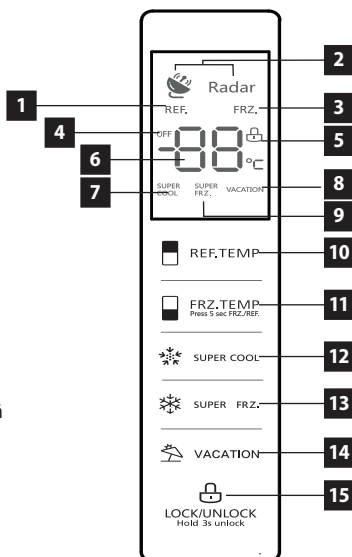 2
Radar
1
REF.
FRZ.
3
4
OFF
5
6
-88
°C
7
SUPER COOL
SUPER FRZ.
VACATION
8
9
REF.TEMP
10
FRZ.TEMP
11
Press 5 sec FRZ./REF.
SUPER COOL
12
SUPER FRZ.
13
VACATION
14
15
LOCK/UNLOCK
Hold 3s unlock